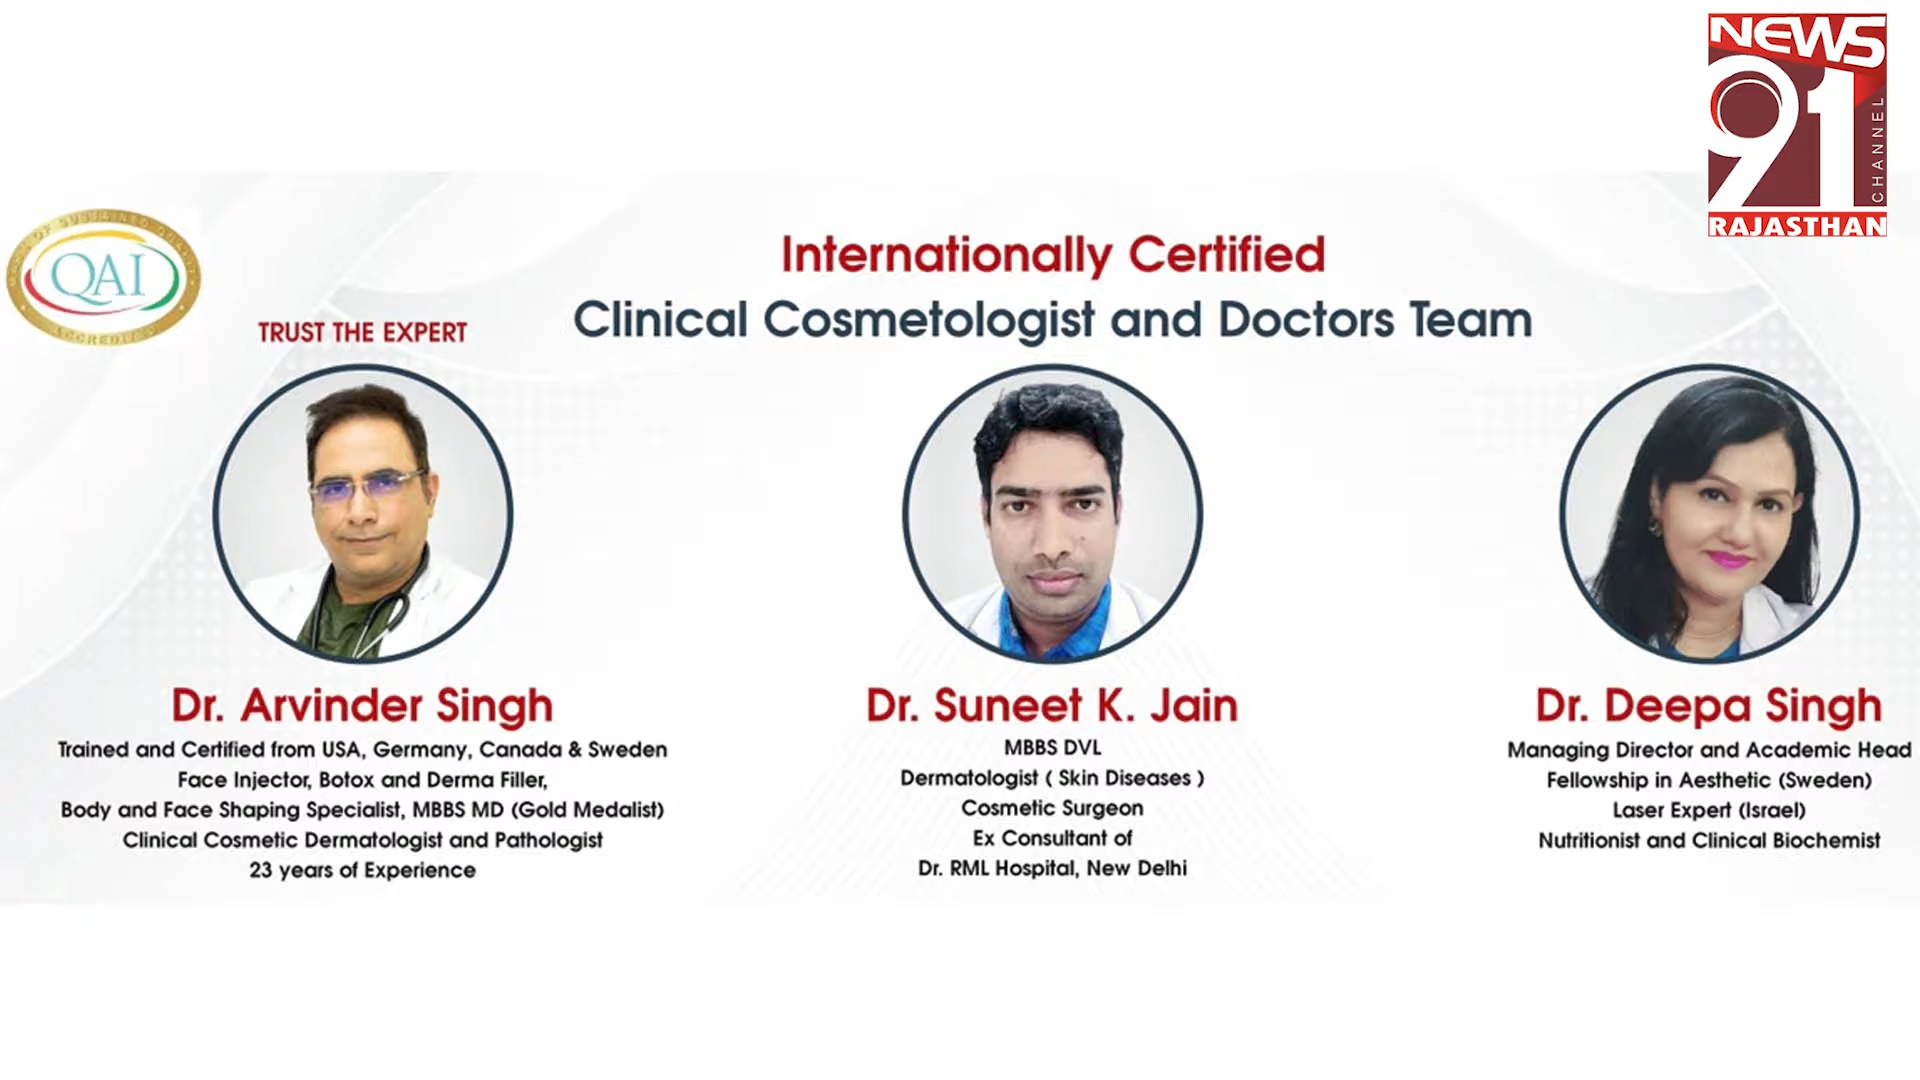 NEWS
91
CHANNEL
RAJASTHAN
QAI
Internationally Certified
Clinical Cosmetologist and Doctors Team
TRUST THE EXPERT
Dr. Arvinder Singh
Trained and Certified from USA, Germany, Canada & Sweden
Face Injector, Botox and Derma Filler,
Body and Face Shaping Specialist, MBBS MD (Gold Medalist)
Clinical Cosmetic Dermatologist and Pathologist
23 years of Experience
Dr. Suneet K. Jain
MBBS DVL
Dermatologist ( Skin Diseases )
Cosmetic Surgeon
Ex Consultant of
Dr. RML Hospital, New Delhi
Dr. Deepa Singh
Managing Director and Academic Head
Fellowship in Aesthetic (Sweden)
Laser Expert (Israel)
Nutritionist and Clinical Biochemist